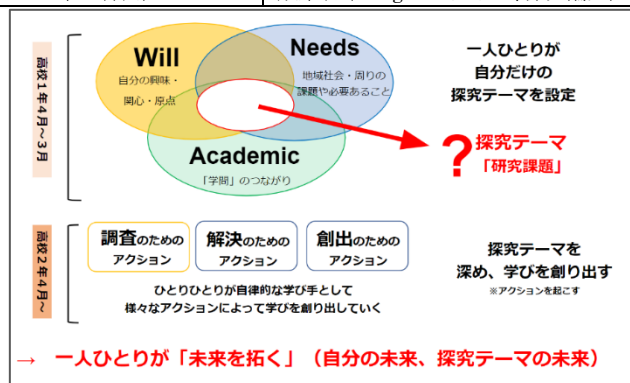 高校1年4月～3月
Will
自分の興味・
関心・原点
Needs
地域社会・周りの
課題や必要あること
Academic
「学問」のつながり
一人ひとりが
自分だけの
探究テーマを設定
? 探究テーマ
「研究課題」
高校2年4月～
調査のための
アクション
解決のための
アクション
創出のための
アクション
ひとりひとりが自律的な学び手として
様々なアクションによって学びを創り出していく
探究テーマを
深め、学びを創り出す
※アクションを起こす
→ 一人ひとりが「未来を拓く」（自分の未来、探究テーマの未来）